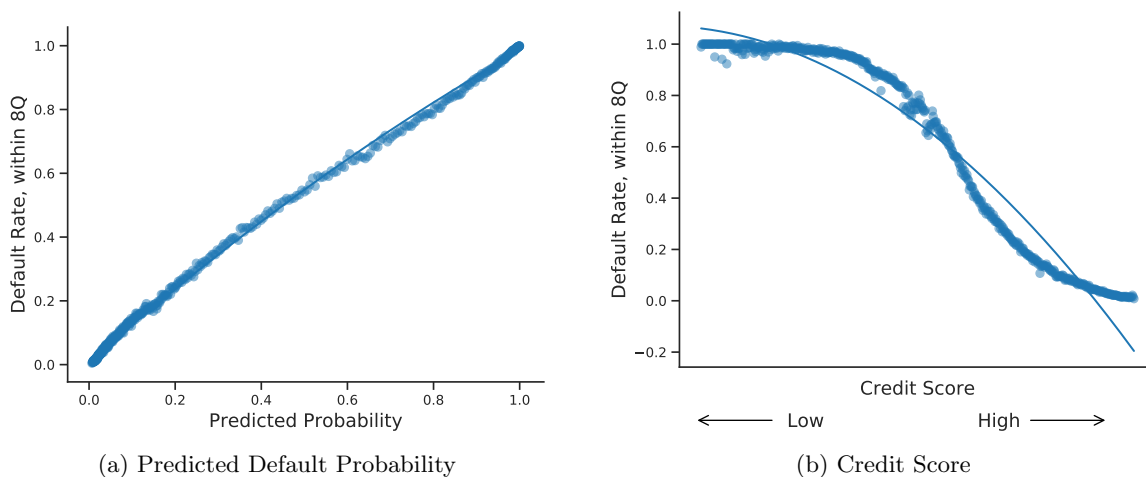 Default Rate, within 8Q
1.0
0.8
0.6
0.4
0.2
0.0
0.0 0.2 0.4 0.6 0.8 1.0
Predicted Probability
(a) Predicted Default Probability
Default Rate, within 8Q
1.0
0.8
0.6
0.4
0.2
0.0
−0.2
Credit Score
Low High
(b) Credit Score